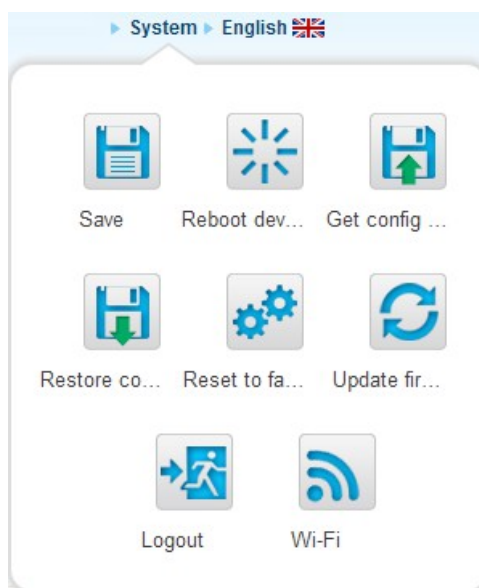 System English
Save Reboot dev... Get config ...
Restore co... Reset to fa... Update fir...
Logout Wi-Fi